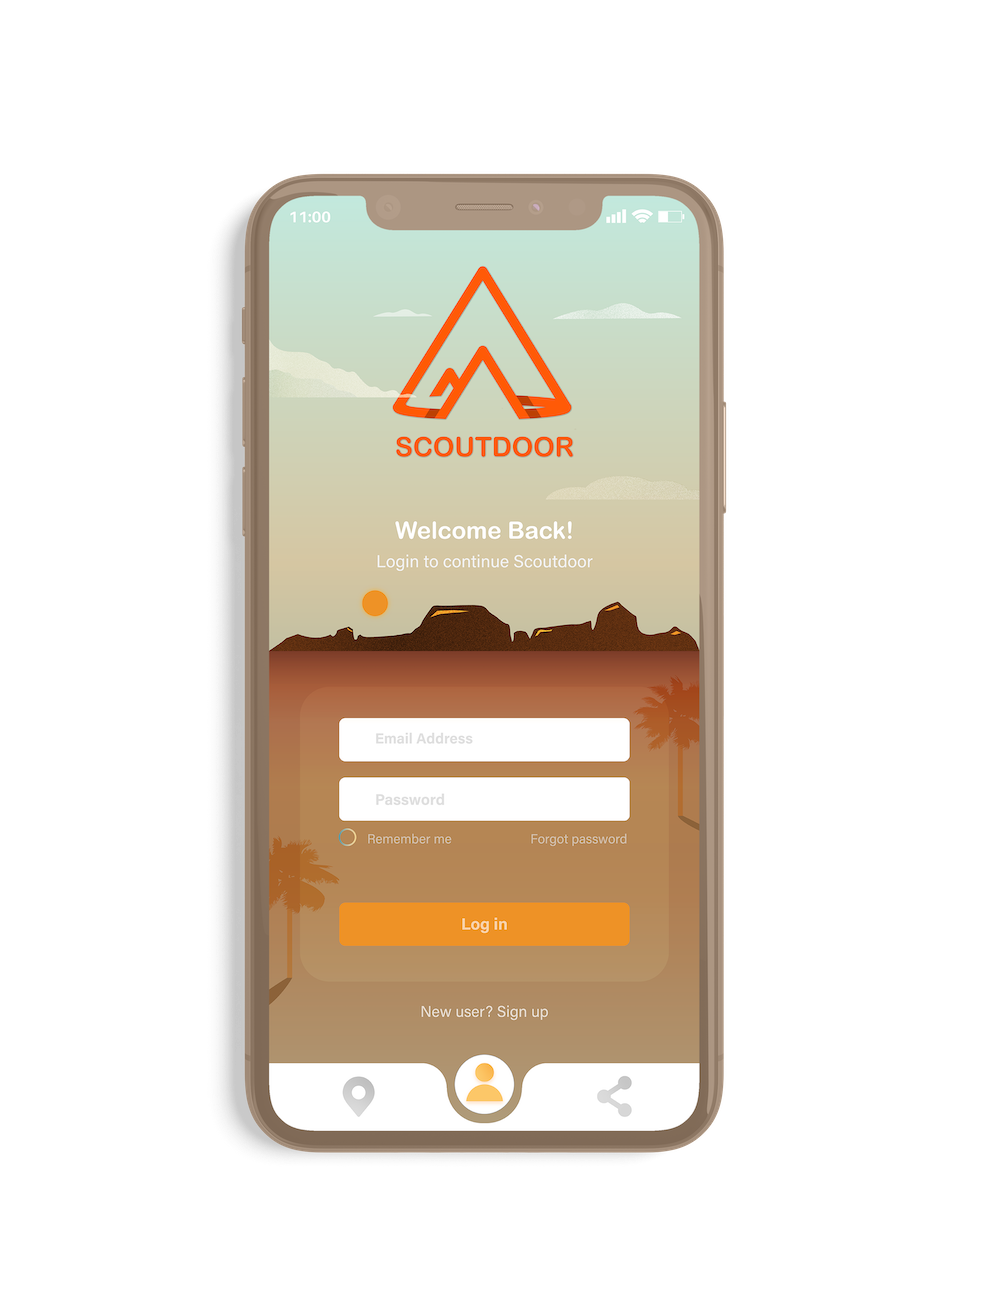 11:00
SCOUTDOOR
Welcome Back!
Login to continue Scoutdoor
Email Address
Password
Remember me
Forgot password
Log in
New user? Sign up